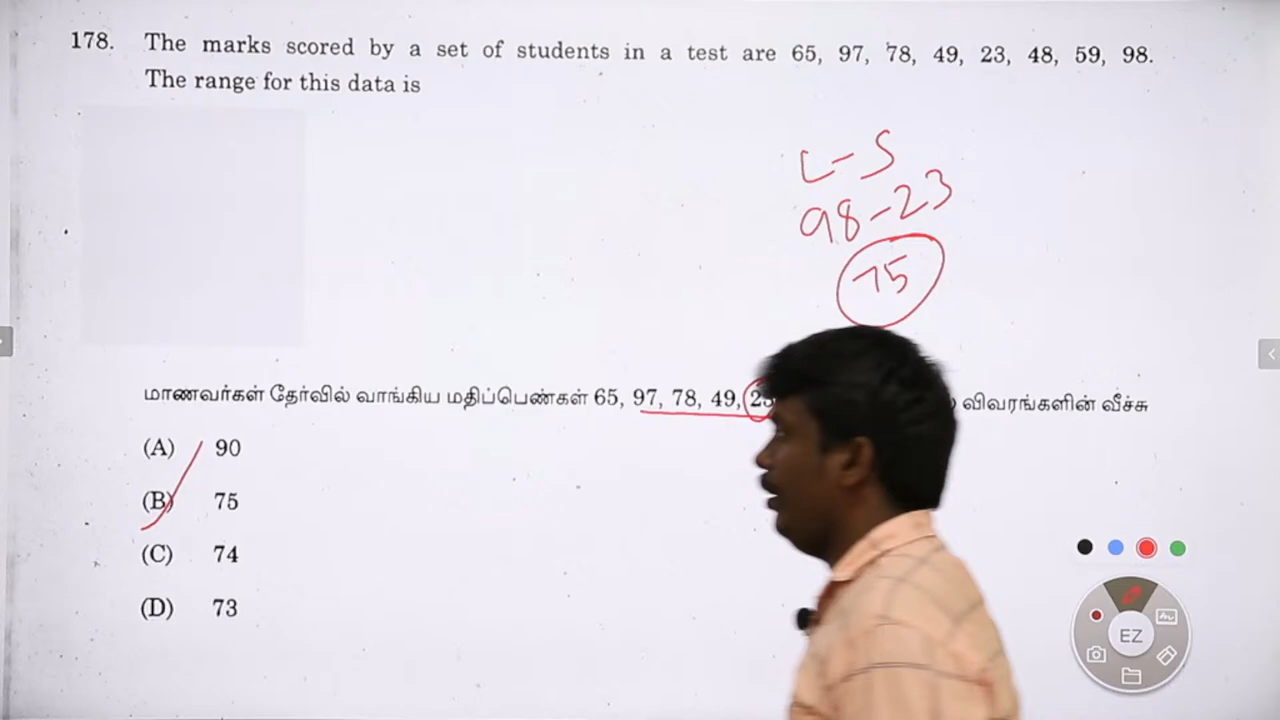 178. The marks scored by a set of students in a test are 65, 97, 78, 49, 23, 48, 59, 98.
The range for this data is
L-S
98-23
75
மாணவர்கள் தேர்வில் வாங்கிய மதிப்பெண்கள் 65, 97, 78, 49, விவரங்களின் வீச்சு
(A) 90
(B) 75
(C) 74
(D) 73
EZ